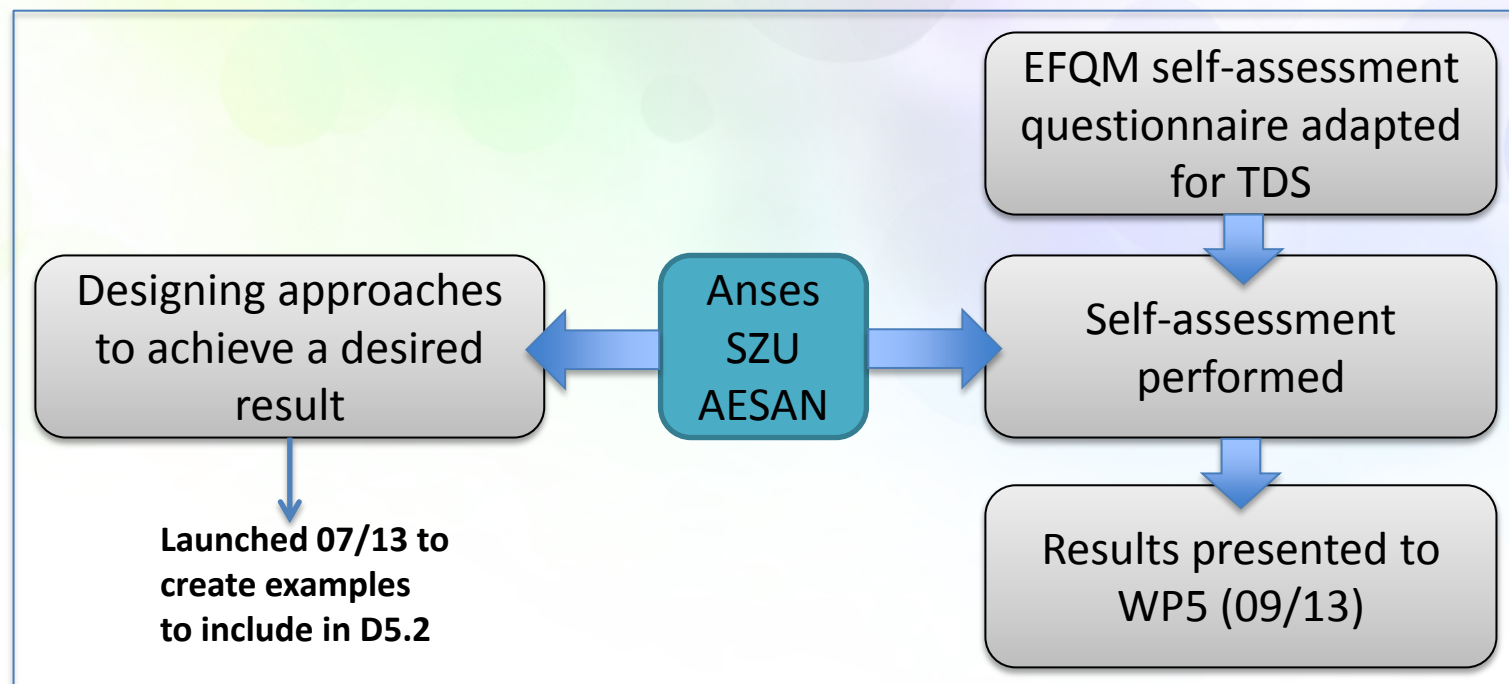 EFQM self-assessment
questionnaire adapted
for TDS
Designing approaches
to achieve a desired
result
Anses
SZU
AESAN
Self-assessment
performed
Launched 07/13 to
create examples
to include in D5.2
Results presented to
WP5 (09/13)